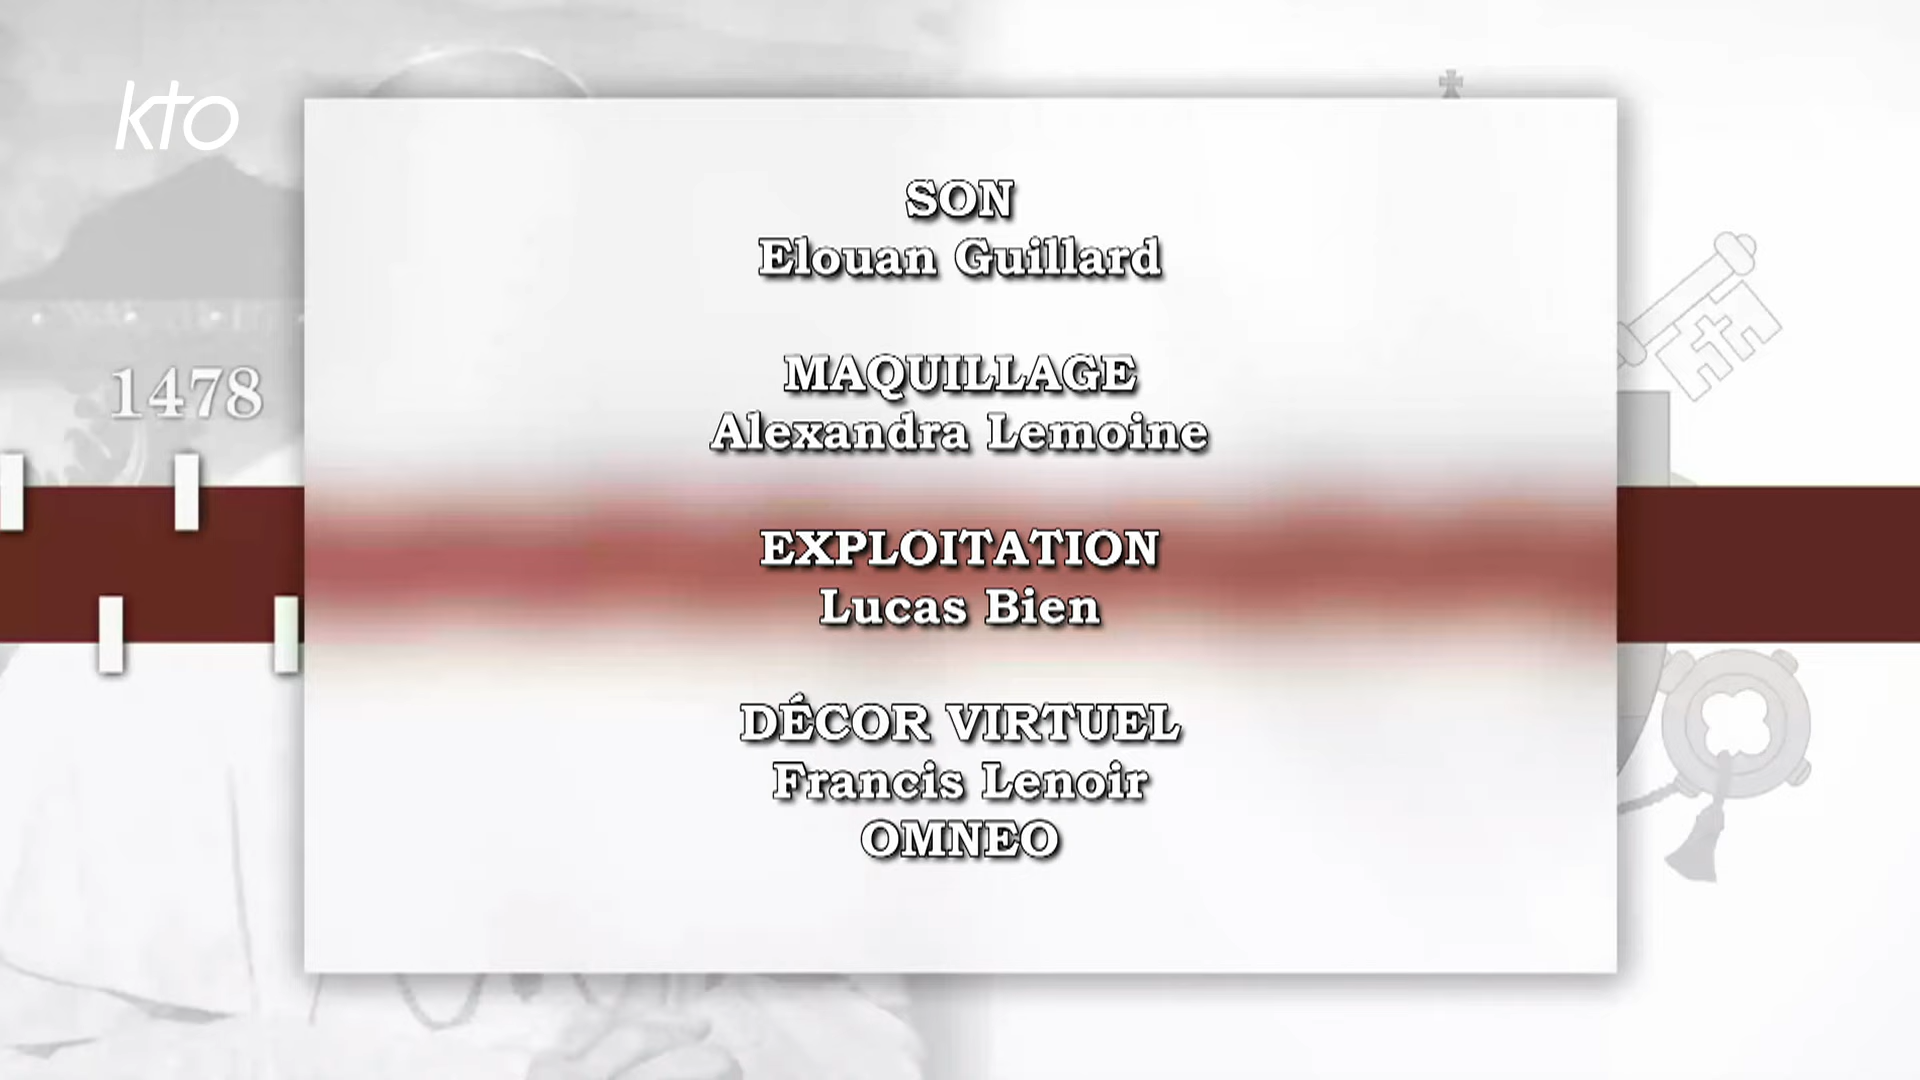 kto
1478
SON
Elouan Guillard
MAQUILLAGE
Alexandra Lemoine
EXPLOITATION
Lucas Bien
DÉCOR VIRTUEL
Francis Lenoir
OMNEO